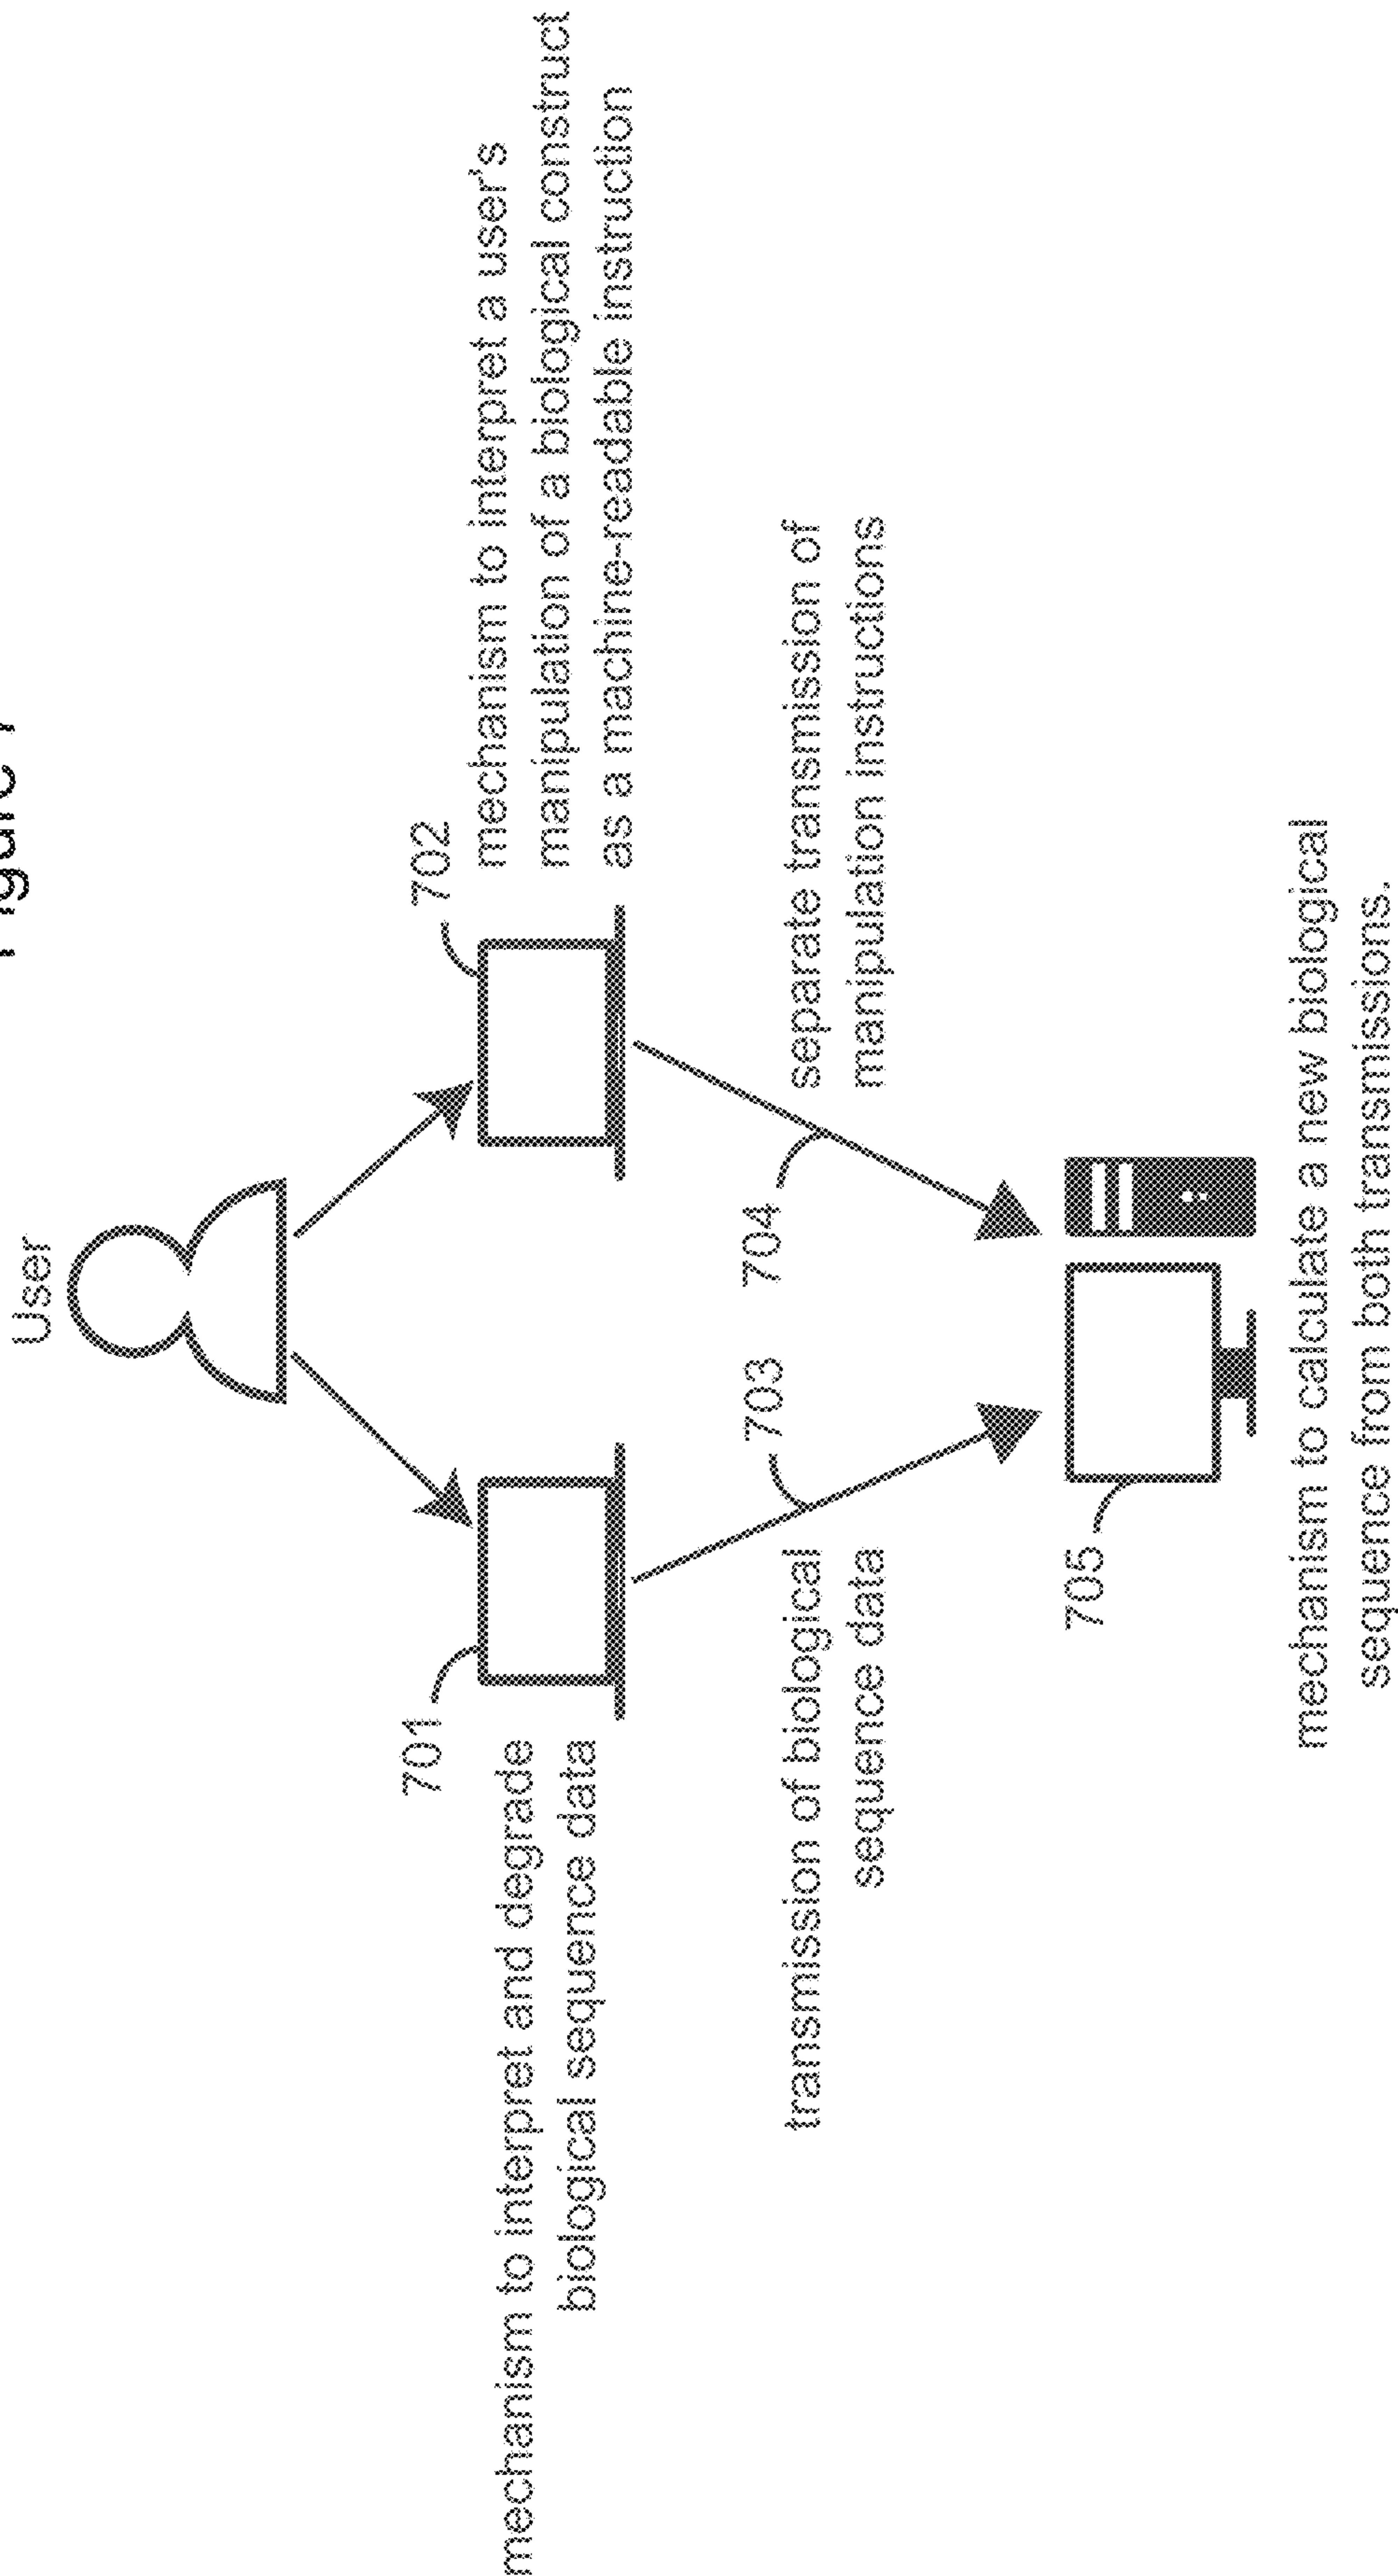 User
701
mechanism to interpret and degrade
biological sequence data
702
mechanism to interpret a user's
manipulation of a biological construct
as a machine-readable instruction
703
transmission of biological
sequence data
704
separate transmission of
manipulation instructions
705
mechanism to calculate a new biological
sequence from both transmissions.